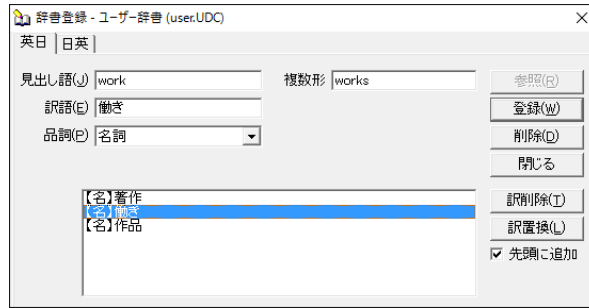 辞書登録 - ユーザー辞書 (user.UDC)
英日 日英
見出し語(J) work 複数形 works 参照(R)
訳語(E) 働き 登録(W)
品詞(P) 名詞 削除(D)
閉じる
【名】著作 訳削除(T)
【名】働き
【名】作品 訳置換(L)
先頭に追加